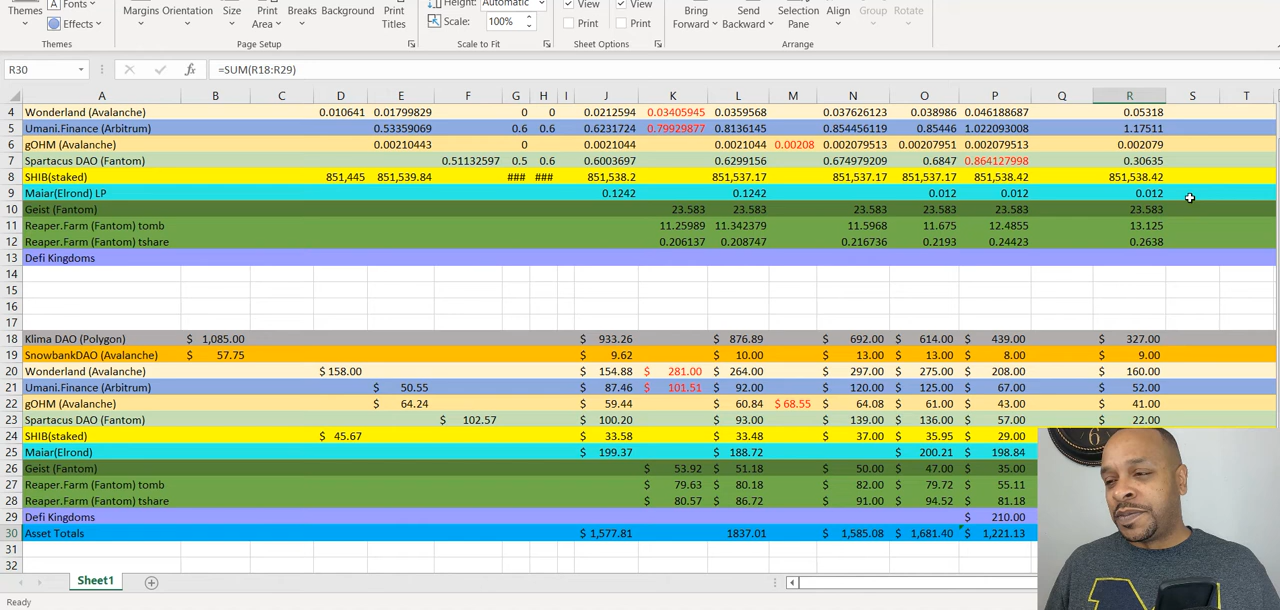 Themes Fonts Margins Orientation Size Print Area Breaks Background Print Titles Height: Automatic View View Bring Forward Send Backward Selection Pane Align Group Rotate
Effects Scale: 100% Print Print
Themes Page Setup Scale to Fit Sheet Options Arrange
R30 fx =SUM(R18:R29)
A B C D E F G H I J K L M N O P Q R S T
4 Wonderland (Avalanche) 0.010641 0.01799829 0 0 0.0212594 0.03405945 0.0359568 0.037626123 0.038986 0.046188687 0.05318
5 Umani.Finance (Arbitrum) 0.53359069 0.6 0.6 0.6231724 0.79929877 0.8136145 0.854456119 0.85446 1.022093008 1.17511
6 gOHM (Avalanche) 0.00210443 0.0021044 0.0021044 0.00208 0.002079513 0.00207951 0.002079513 0.002079
7 Spartacus DAO (Fantom) 0.51132597 0.5 0.6 0.6003697 0.6299156 0.674979209 0.6847 0.864127998 0.30635
8 SHIB(staked) 851,445 851,539.84 ### ### 851,538.2 851,537.17 851,537.17 851,537.17 851,538.42 851,538.42
9 Maiar(Elrond) LP 0.1242 0.1242 0.012 0.012 0.012
10 Geist (Fantom) 23.583 23.583 23.583 23.583 23.583 23.583
11 Reaper.Farm (Fantom) tomb 11.25989 11.342379 11.5968 11.675 12.4855 13.125
12 Reaper.Farm (Fantom) tshare 0.206137 0.208747 0.216736 0.2193 0.24423 0.2638
13 Defi Kingdoms
14
15
16
17
18 Klima DAO (Polygon) $ 1,085.00 $ 933.26 $ 876.89 $ 692.00 $ 614.00 $ 439.00 $ 327.00
19 SnowbankDAO (Avalanche) $ 57.75 $ 9.62 $ 10.00 $ 13.00 $ 13.00 $ 8.00 $ 9.00
20 Wonderland (Avalanche) $ 158.00 $ 154.88 $ 281.00 $ 264.00 $ 297.00 $ 275.00 $ 208.00 $ 160.00
21 Umani.Finance (Arbitrum) $ 50.55 $ 87.46 $ 101.51 $ 92.00 $ 120.00 $ 125.00 $ 67.00 $ 52.00
22 gOHM (Avalanche) $ 64.24 $ 59.44 $ 60.84 $ 68.55 $ 64.08 $ 61.00 $ 43.00 $ 41.00
23 Spartacus DAO (Fantom) $ 102.57 $ 100.20 $ 93.00 $ 139.00 $ 136.00 $ 57.00 $ 22.00
24 SHIB(staked) $ 45.67 $ 33.58 $ 33.48 $ 37.00 $ 35.95 $ 29.00
25 Maiar(Elrond) $ 199.37 $ 188.72 $ 200.21 $ 198.84
26 Geist (Fantom) $ 53.92 $ 51.18 $ 50.00 $ 47.00 $ 35.00
27 Reaper.Farm (Fantom) tomb $ 79.63 $ 80.18 $ 82.00 $ 79.72 $ 55.11
28 Reaper.Farm (Fantom) tshare $ 80.57 $ 86.72 $ 91.00 $ 94.52 $ 81.18
29 Defi Kingdoms $ 210.00
30 Asset Totals $ 1,577.81 1837.01 $ 1,585.08 $ 1,681.40 $ 1,221.13
31
32
Sheet1
Ready